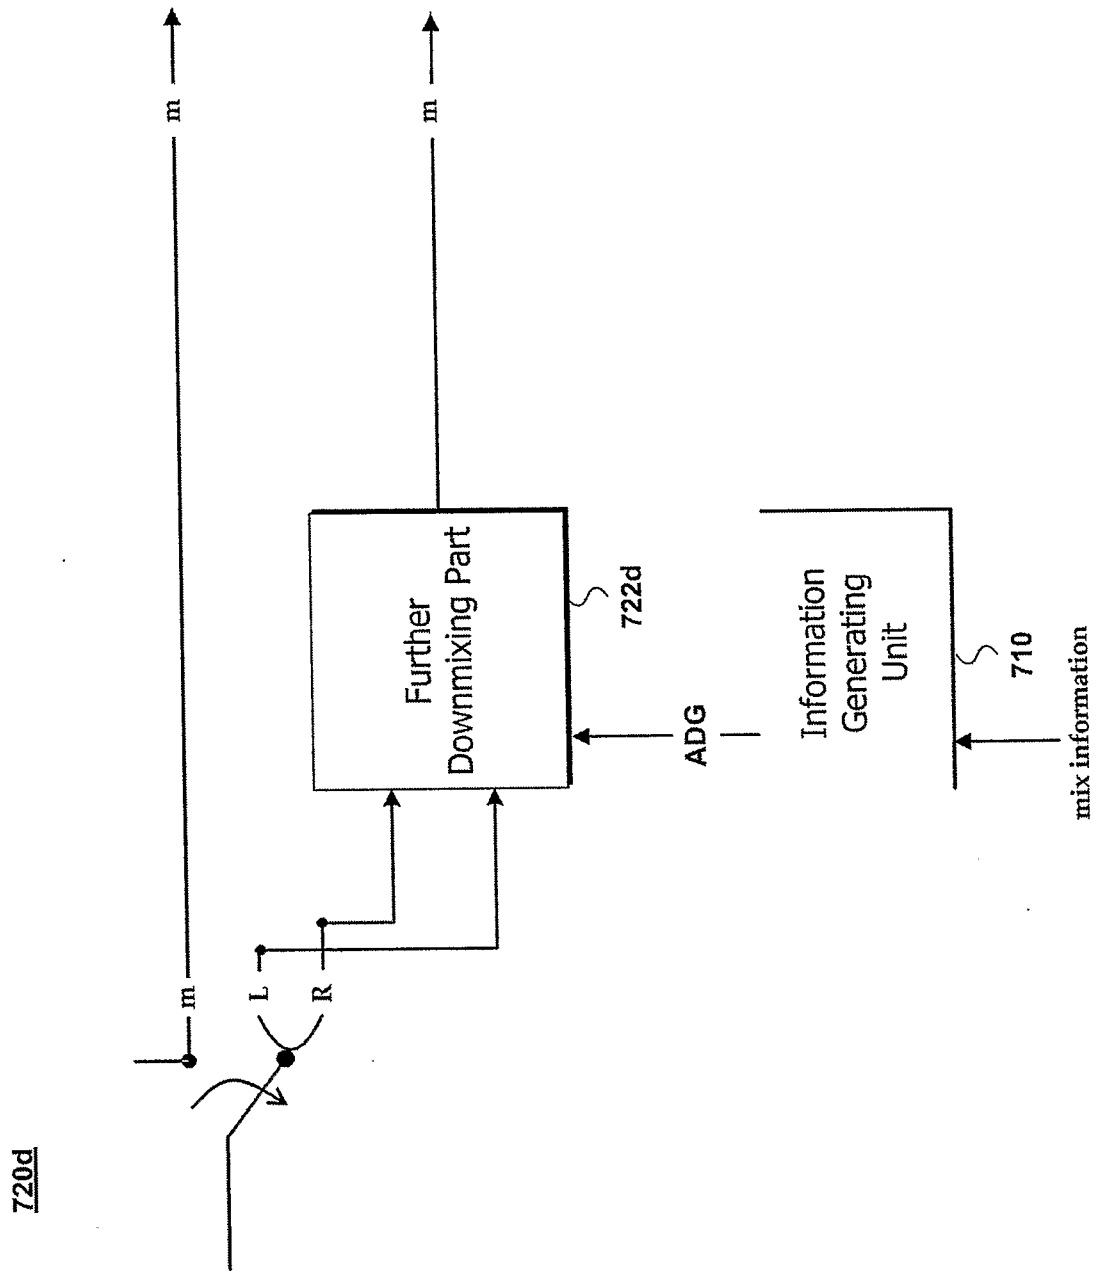 720d
m
m
L
R
m
Further
Downmixing Part
722d
ADG
Information
Generating
Unit
710
mix information
m